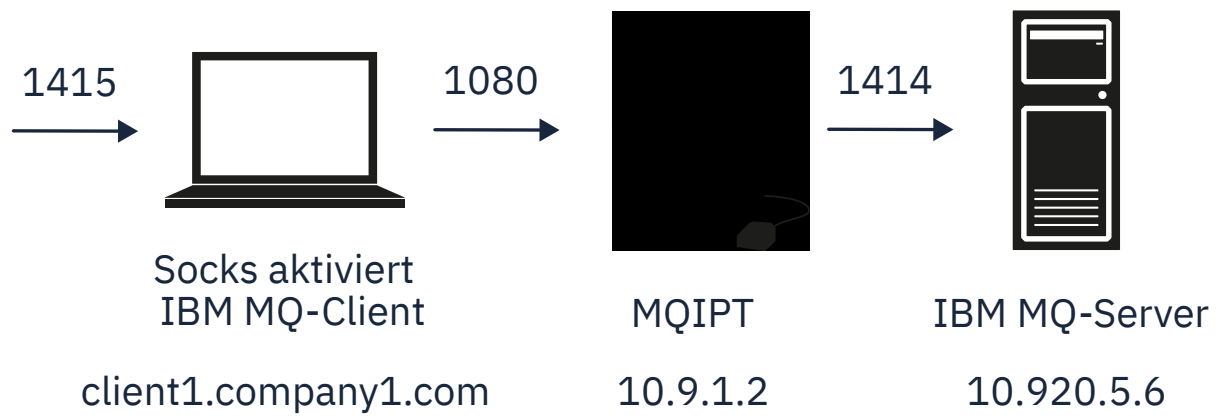 1415
1080
1414
Socks aktiviert
IBM MQ-Client
MQIPT
IBM MQ-Server
client1.company1.com
10.9.1.2
10.920.5.6